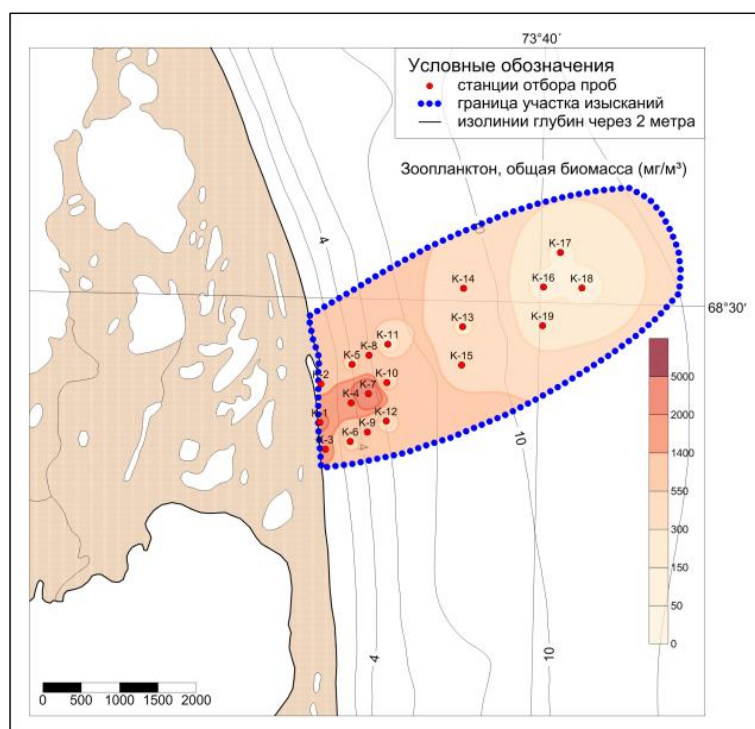 73°40´
Условные обозначения
станции отбора проб
граница участка изысканий
изолинии глубин через 2 метра
Зоопланктон, общая биомасса (мг/м³)
4
K-17
K-14
K-16
K-18
68°30´
K-13
K-19
K-11
K-8
K-5
K-15
K-2
K-10
K-7
K-4
5000
K-1
K-12
K-9
K-6
2000
K-3
4
10
1400
550
300
150
50
0
4
10
0 500 1000 1500 2000